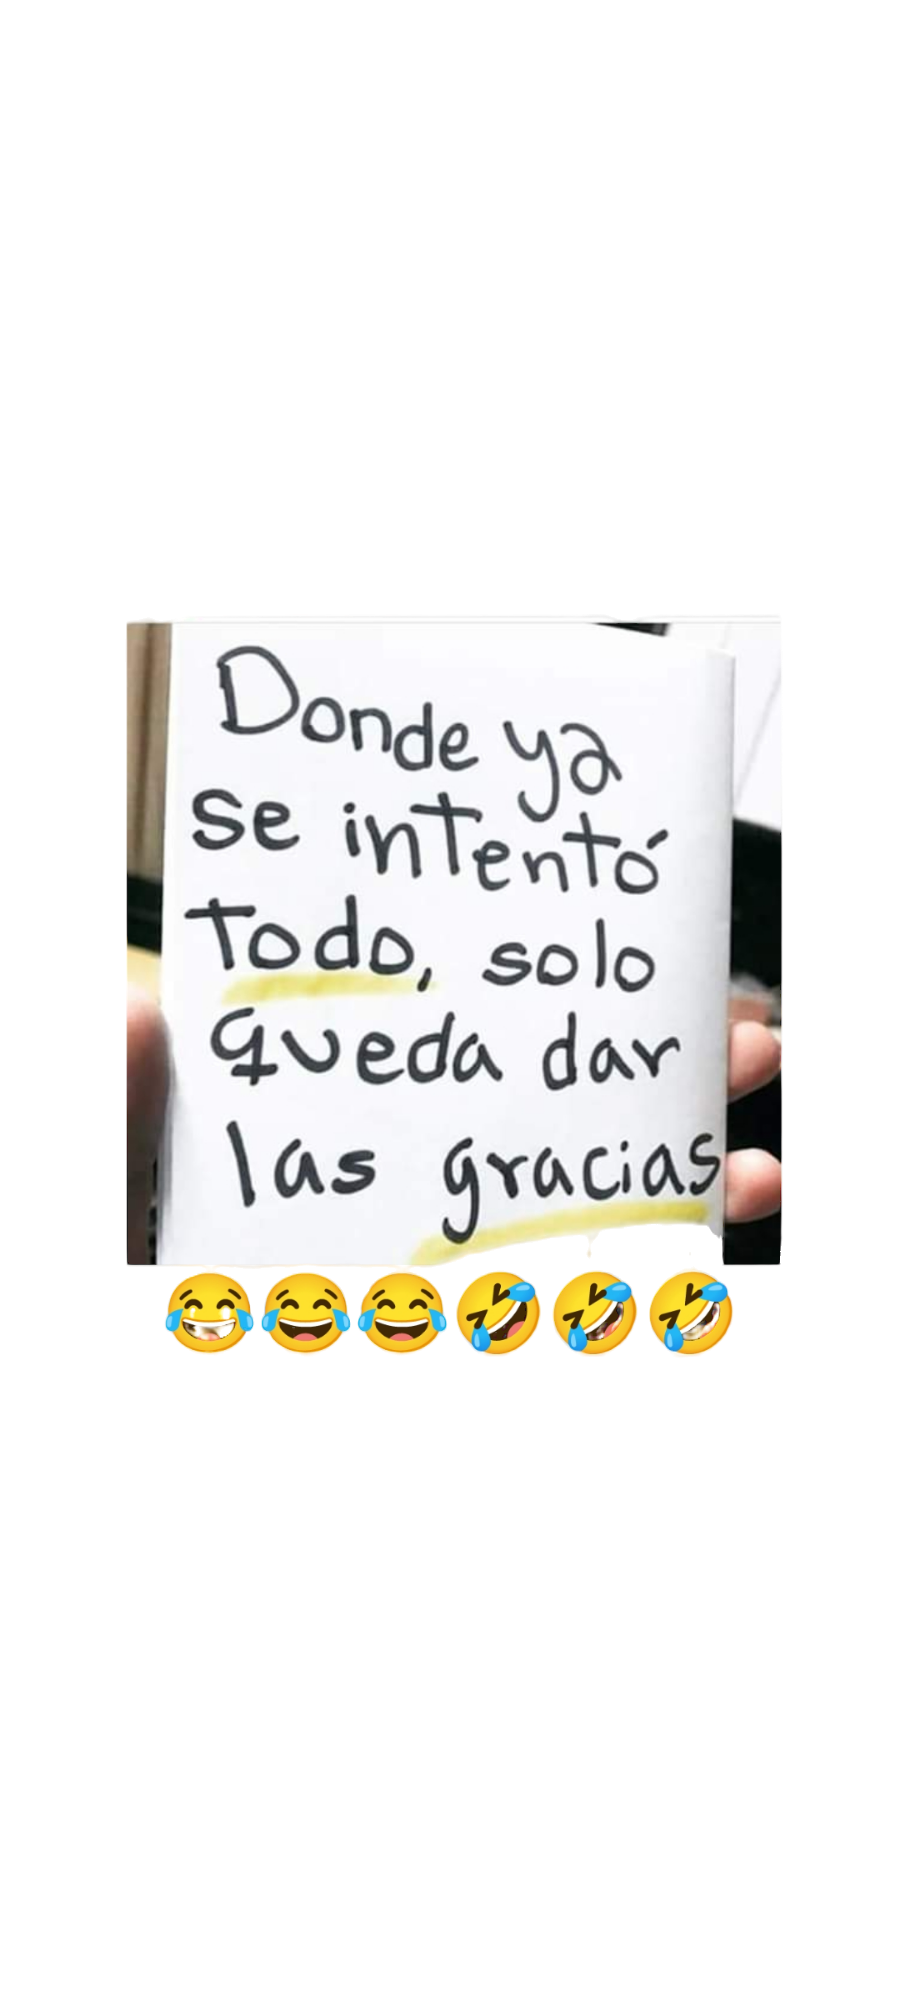 Donde ya
se intentó
Todo, solo
queda dar
las gracias
😂😂😂🤣🤣🤣